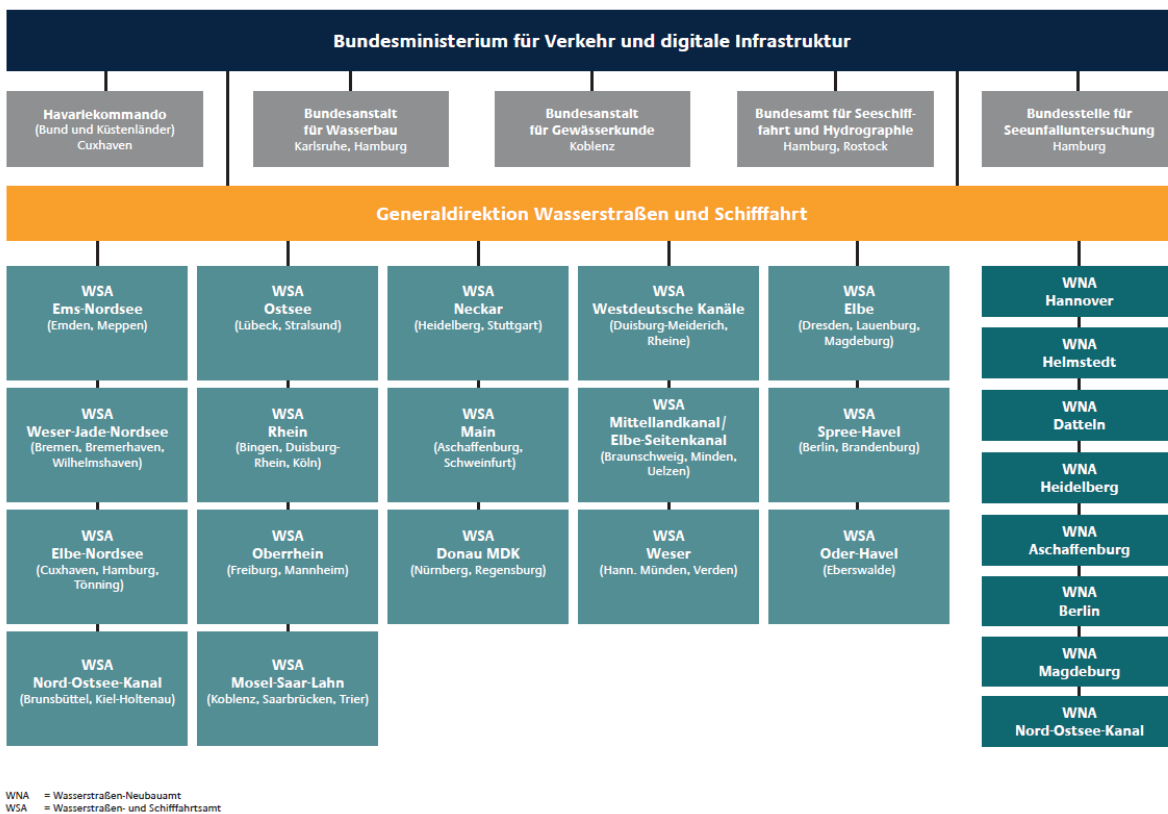 Bundesministerium für Verkehr und digitale Infrastruktur
Havariekommando
(Bund und Küstenländer)
Cuxhaven
Bundesanstalt
für Wasserbau
Karlsruhe, Hamburg
Bundesanstalt
für Gewässerkunde
Koblenz
Bundesamt für Seeschiff-
fahrt und Hydrographie
Hamburg, Rostock
Bundesstelle für
Seeunfalluntersuchung
Hamburg
Generaldirektion Wasserstraßen und Schifffahrt
WSA
Ems-Nordsee
(Emden, Meppen)
WSA
Ostsee
(Lübeck, Stralsund)
WSA
Neckar
(Heidelberg, Stuttgart)
WSA
Westdeutsche Kanäle
(Duisburg-Meiderich,
Rheine)
WSA
Elbe
(Dresden, Lauenburg,
Magdeburg)
WSA
Weser-Jade-Nordsee
(Bremen, Bremerhaven,
Wilhelmshaven)
WSA
Rhein
(Bingen, Duisburg-
Rhein, Köln)
WSA
Main
(Aschaffenburg,
Schweinfurt)
WSA
Mittellandkanal/
Elbe-Seitenkanal
(Braunschweig, Minden,
Uelzen)
WSA
Spree-Havel
(Berlin, Brandenburg)
WSA
Elbe-Nordsee
(Cuxhaven, Hamburg,
Tönning)
WSA
Oberrhein
(Freiburg, Mannheim)
WSA
Donau MDK
(Nürnberg, Regensburg)
WSA
Weser
(Hann. Münden, Verden)
WSA
Oder-Havel
(Eberswalde)
WSA
Nord-Ostsee-Kanal
(Brunsbüttel, Kiel-Holtenau)
WSA
Mosel-Saar-Lahn
(Koblenz, Saarbrücken, Trier)
WNA
Hannover
WNA
Helmstedt
WNA
Datteln
WNA
Heidelberg
WNA
Aschaffenburg
WNA
Berlin
WNA
Magdeburg
WNA
Nord-Ostsee-Kanal
WNA = Wasserstraßen-Neubauamt
WSA = Wasserstraßen- und Schifffahrtsamt